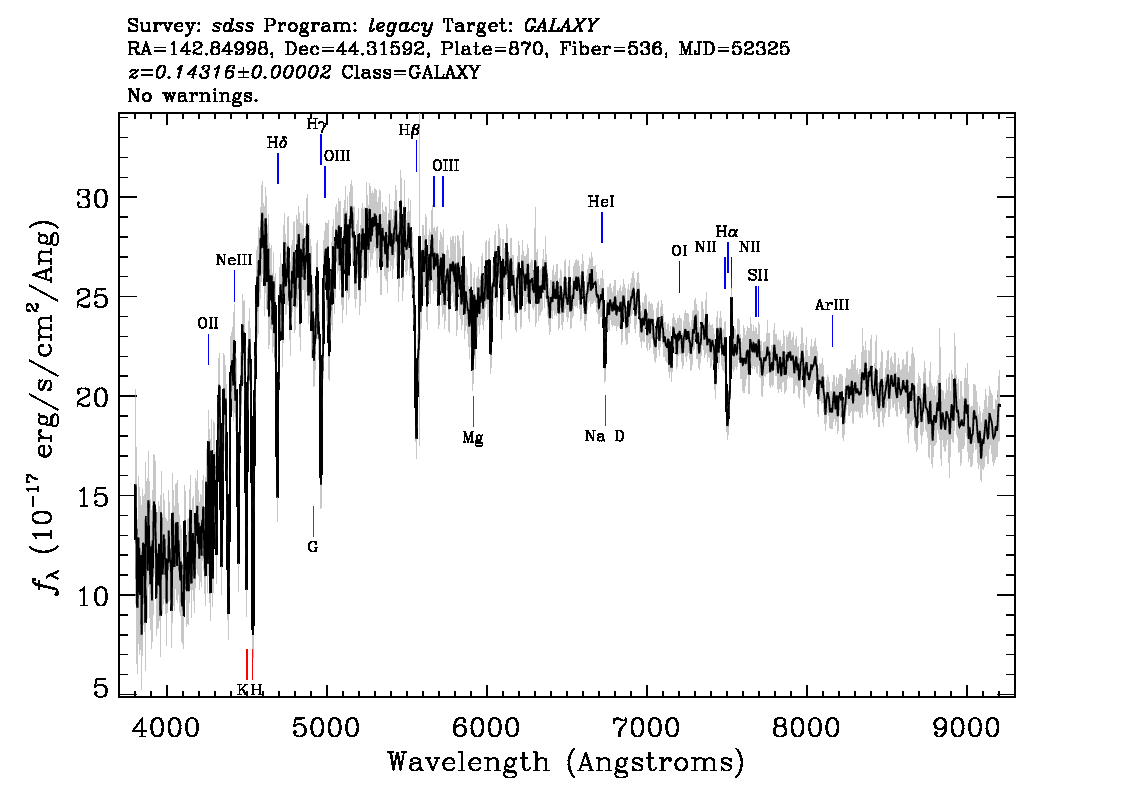 Survey: sdss Program: legacy Target: GALAXY
RA=142.84998, Dec=44.31592, Plate=870, Fiber=536, MJD=52325
z=0.14316±0.00002 Class=GALAXY
No warnings.
Hγ
Hβ
Hδ
OIII
OIII
HeI
Hα
OI NII NII
NeIII
SII
ArIII
OII
Mg
Na D
G
K H
30
25
20
15
10
5
fλ (10⁻¹⁷ erg/s/cm²/Ang)
4000 5000 6000 7000 8000 9000
Wavelength (Angstroms)